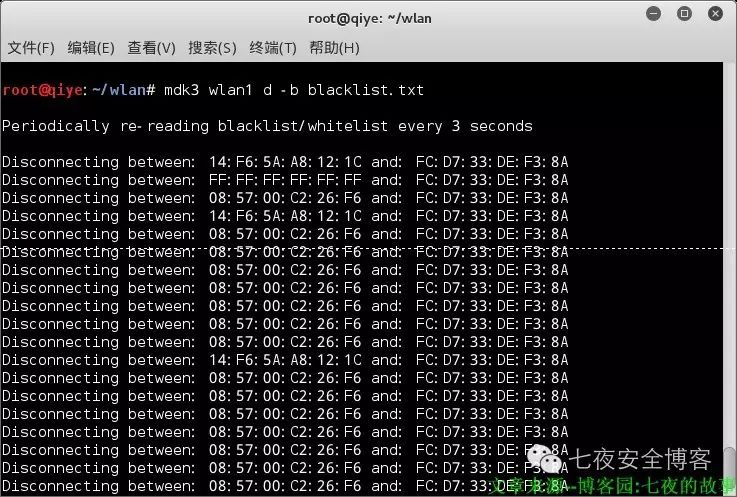 root@qiye: ~/wlan
文件(F) 编辑(E) 查看(V) 搜索(S) 终端(T) 帮助(H)
root@qiye:~/wlan# mdk3 wlan1 d -b blacklist.txt
Periodically re-reading blacklist/whitelist every 3 seconds
Disconnecting between: 14:F6:5A:A8:12:1C and: FC:D7:33:DE:F3:8A
Disconnecting between: FF:FF:FF:FF:FF:FF and: FC:D7:33:DE:F3:8A
Disconnecting between: 08:57:00:C2:26:F6 and: FC:D7:33:DE:F3:8A
Disconnecting between: 14:F6:5A:A8:12:1C and: FC:D7:33:DE:F3:8A
Disconnecting between: 08:57:00:C2:26:F6 and: FC:D7:33:DE:F3:8A
Disconnecting between: 08:57:00:C2:26:F6 and: FC:D7:33:DE:F3:8A
Disconnecting between: 08:57:00:C2:26:F6 and: FC:D7:33:DE:F3:8A
Disconnecting between: 08:57:00:C2:26:F6 and: FC:D7:33:DE:F3:8A
Disconnecting between: 08:57:00:C2:26:F6 and: FC:D7:33:DE:F3:8A
Disconnecting between: 08:57:00:C2:26:F6 and: FC:D7:33:DE:F3:8A
Disconnecting between: 08:57:00:C2:26:F6 and: FC:D7:33:DE:F3:8A
Disconnecting between: 14:F6:5A:A8:12:1C and: FC:D7:33:DE:F3:8A
Disconnecting between: 08:57:00:C2:26:F6 and: FC:D7:33:DE:F3:8A
Disconnecting between: 08:57:00:C2:26:F6 and: FC:D7:33:DE:F3:8A
Disconnecting between: 08:57:00:C2:26:F6 and: FC:D7:33:DE:F3:8A
Disconnecting between: 08:57:00:C2:26:F6 and: FC:D7:33:DE:F3:8A
Disconnecting between: 08:57:00:C2:26:F6 and: FC:D7:33:DE:F3:8A
Disconnecting between: 08:57:00:C2:26:F6 and: FC:D7:33:DE:F3:8A
Disconnecting between: 08:57:00:C2:26:F6 and: FC:D7:33:DE:F3:8A
七夜安全博客
文章来源--博客园:七夜的故事